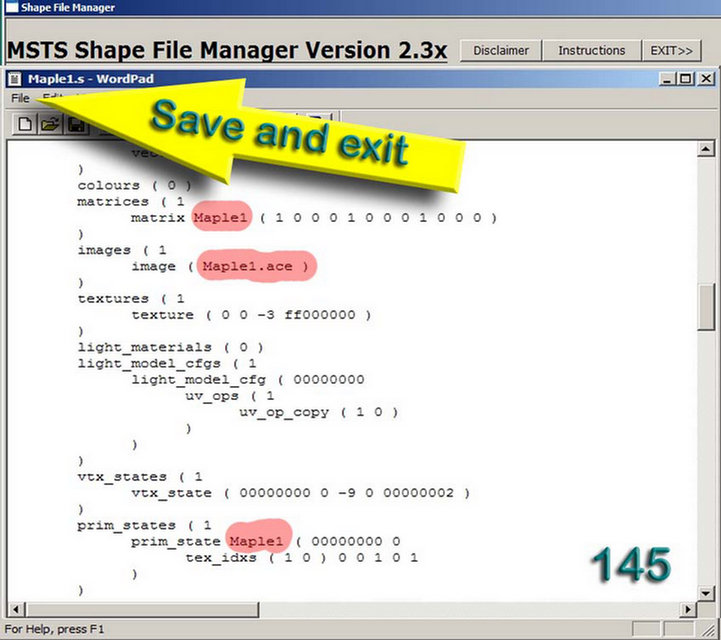 Shape File Manager
MSTS Shape File Manager Version 2.3x
Disclaimer
Instructions
EXIT>>
Maple1.s - WordPad
File
Save and exit
)
colours ( 0 )
matrices ( 1
matrix Maple1 ( 1 0 0 0 1 0 0 0 1 0 0 0 )
)
images ( 1
image ( Maple1.ace )
)
textures ( 1
texture ( 0 0 -3 ff000000 )
)
light_materials ( 0 )
light_model_cfgs ( 1
light_model_cfg ( 00000000
uv_ops ( 1
uv_op_copy ( 1 0 )
)
)
)
vtx_states ( 1
vtx_state ( 00000000 0 -9 0 00000002 )
)
prim_states ( 1
prim_state Maple1 ( 00000000 0
tex_idxs ( 1 0 ) 0 0 1 0 1
)
)
145
For Help, press F1